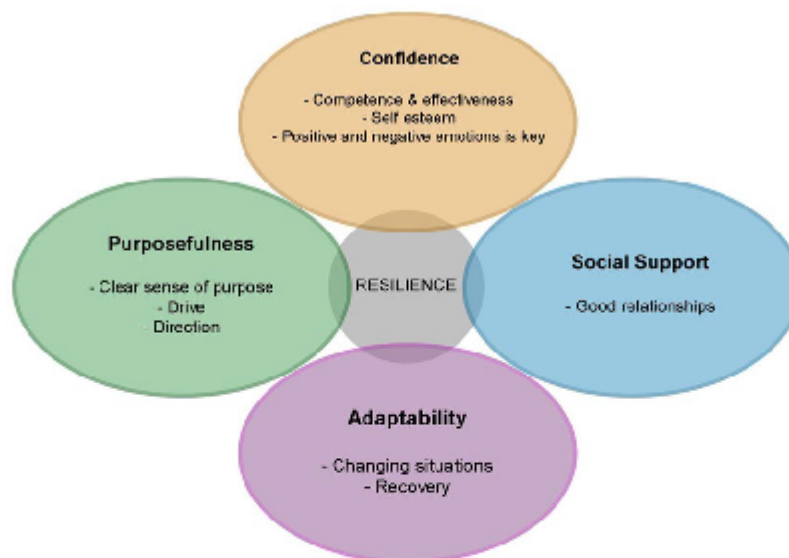 Confidence
- Competence & effectiveness
- Self esteem
- Positive and negative emotions is key
Purposefulness
- Clear sense of purpose
- Drive
- Direction
RESILIENCE
Social Support
- Good relationships
Adaptability
- Changing situations
- Recovery